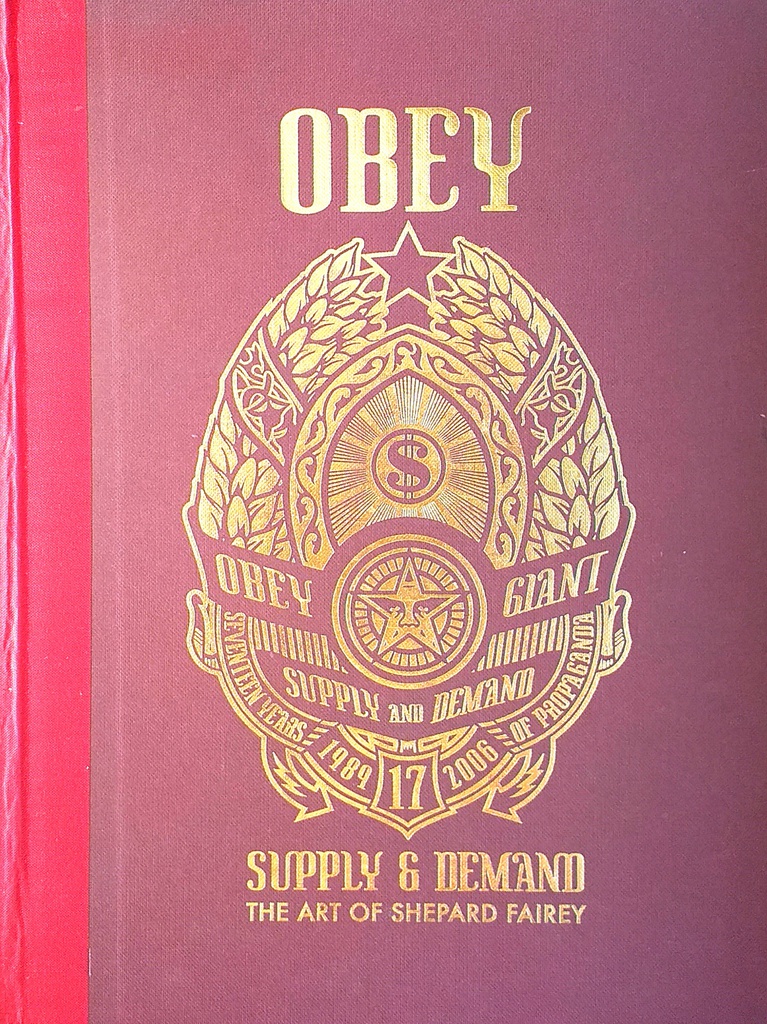 OBEY
$
OBEY GIANT
SUPPLY AND DEMAND
SEVENTEEN YEARS OF PROPAGANDA
1989 17 2006
SUPPLY & DEMAND
THE ART OF SHEPARD FAIREY